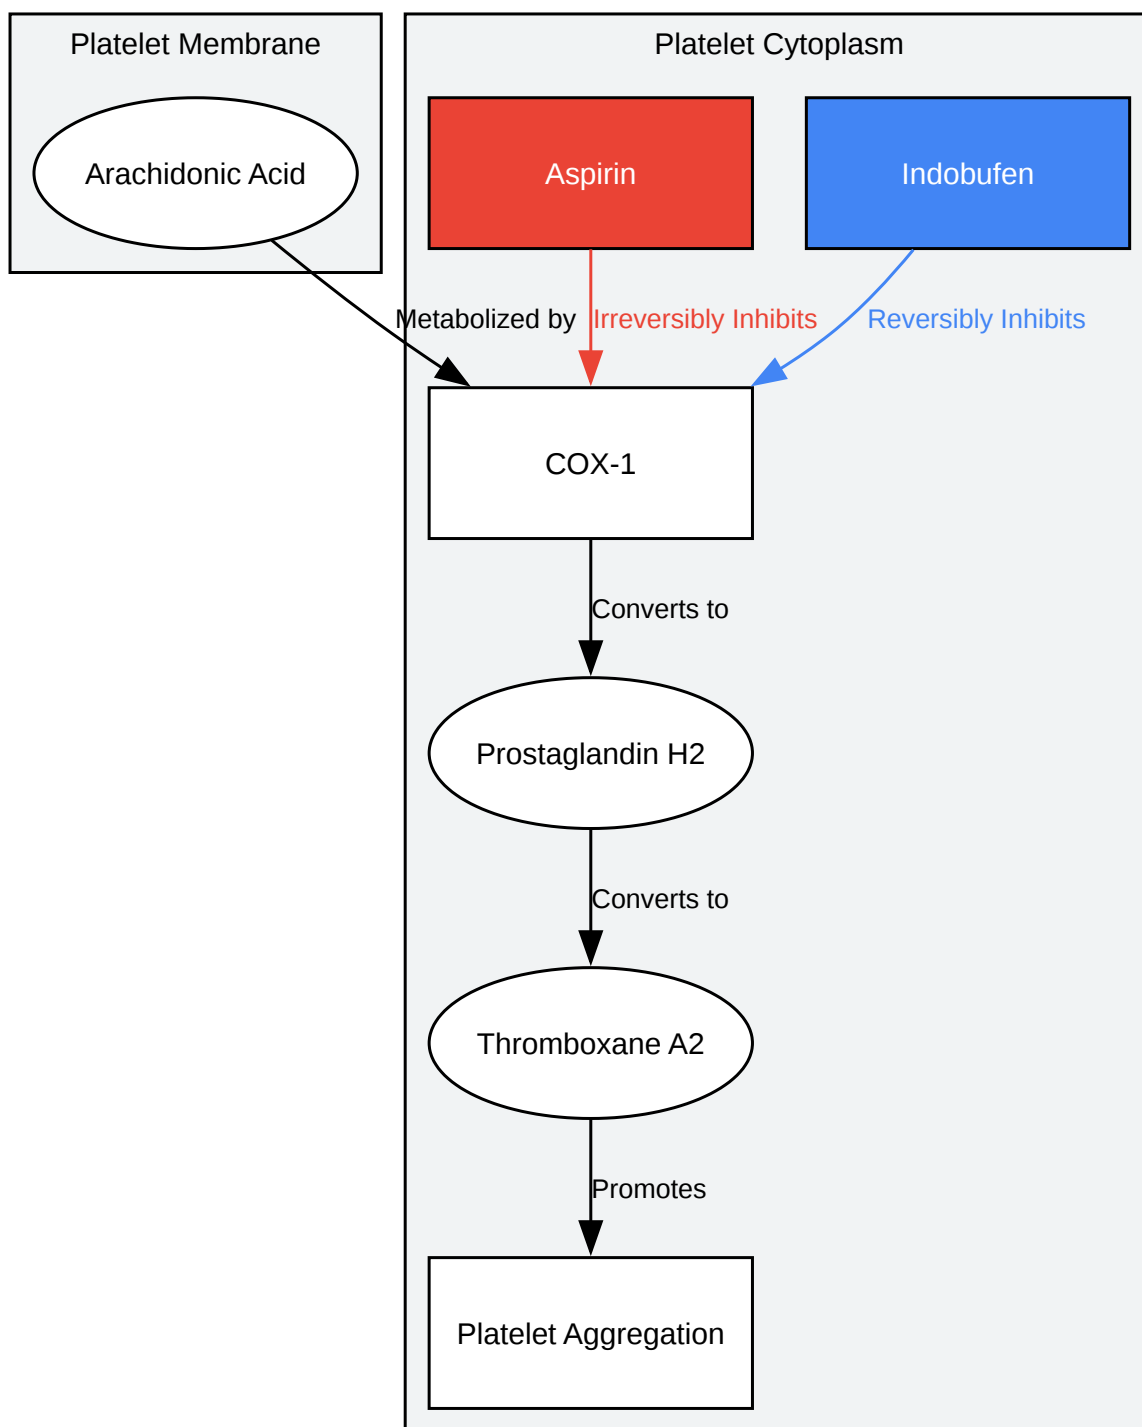 Platelet Membrane
Platelet Cytoplasm
Arachidonic Acid
Aspirin
Indobufen
Metabolized by
Irreversibly Inhibits
Reversibly Inhibits
COX-1
Converts to
Prostaglandin H2
Converts to
Thromboxane A2
Promotes
Platelet Aggregation